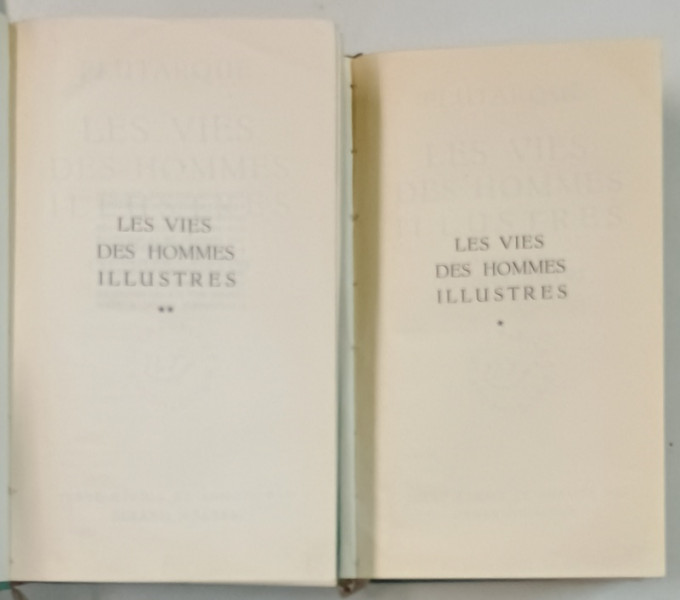 LES VIES
DES HOMMES
ILLUSTRES
**
LES VIES
DES HOMMES
ILLUSTRES
*